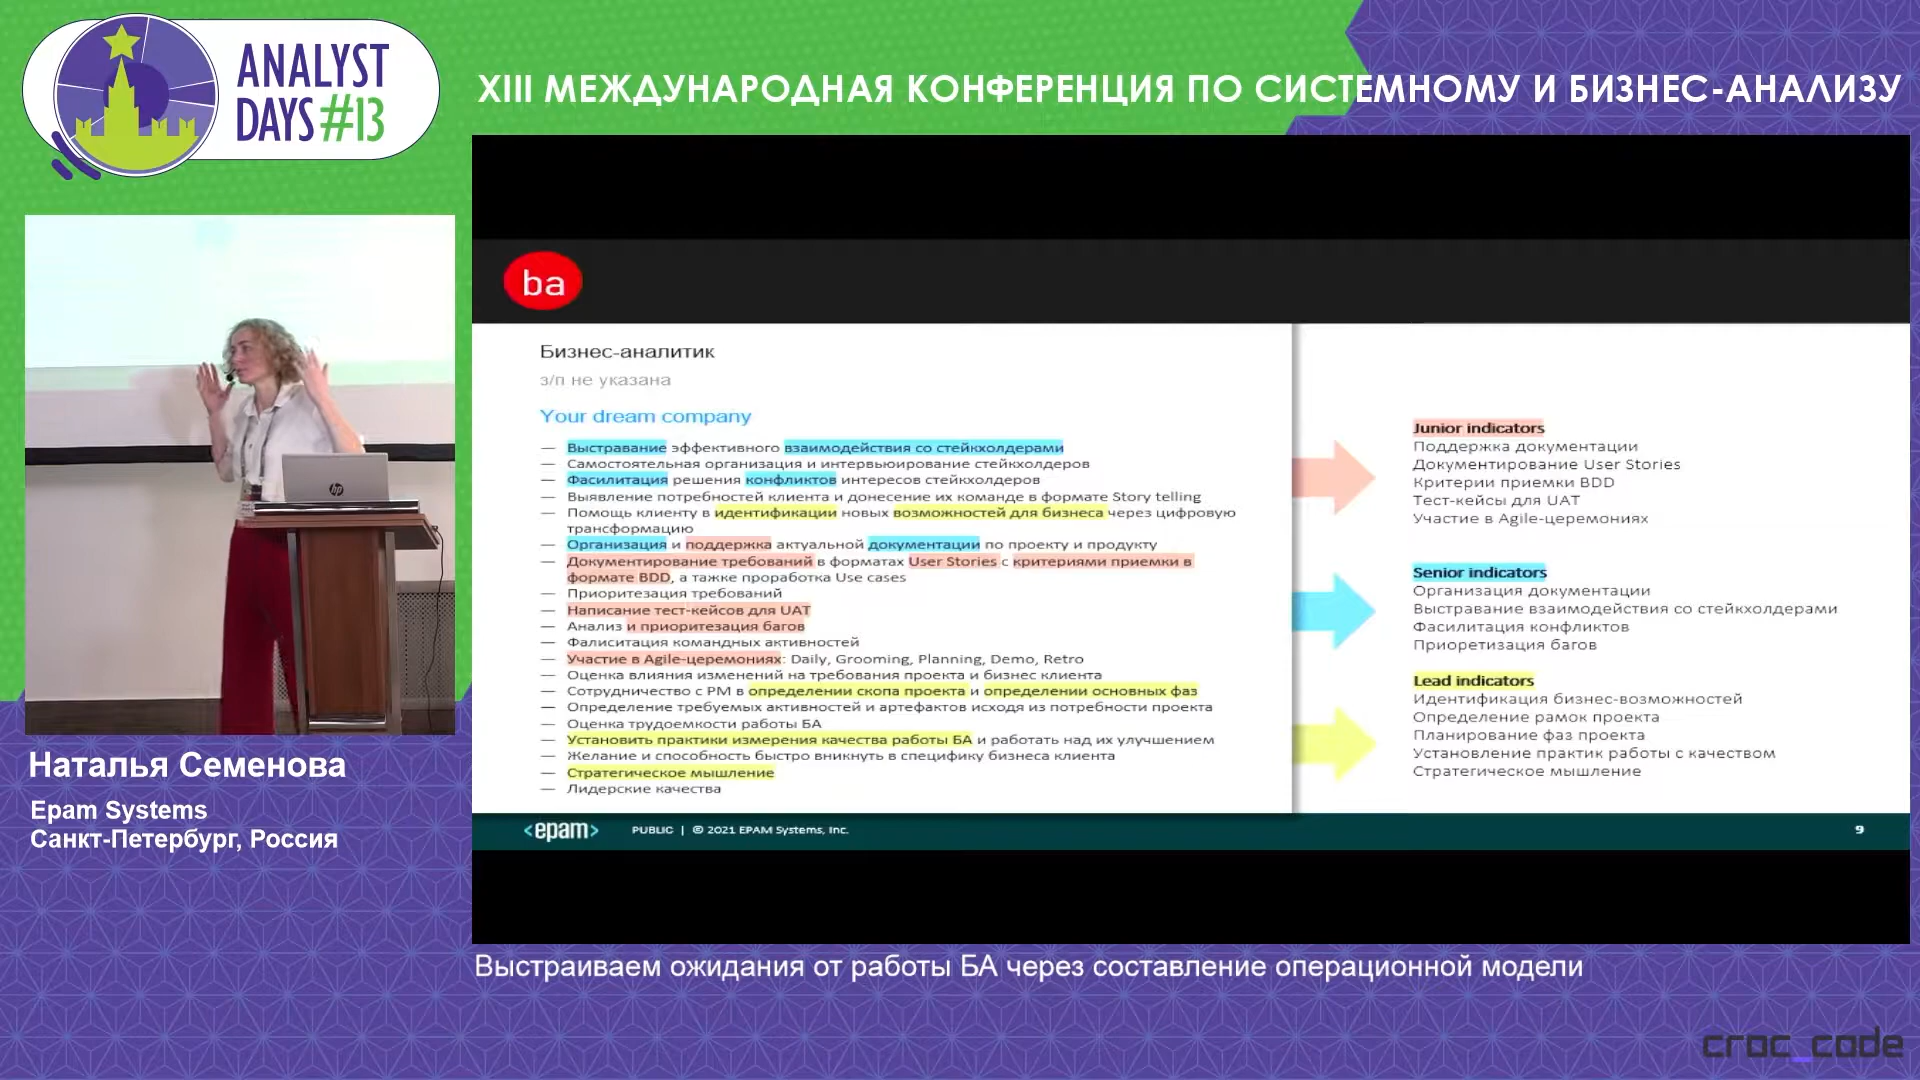 ANALYST
DAYS #13
XIII МЕЖДУНАРОДНАЯ КОНФЕРЕНЦИЯ ПО СИСТЕМНОМУ И БИЗНЕС-АНАЛИЗУ
ba
Бизнес-аналитик
з/п не указана
Your dream company
— Выстравание эффективного взаимодействия со стейкхолдерами
— Самостоятельная организация и интервьюирование стейкхолдеров
— Фасилитация решения конфликтов интересов стейкхолдеров
— Выявление потребностей клиента и донесение их команде в формате Story telling
— Помощь клиенту в идентификации новых возможностей для бизнеса через цифровую
трансформацию
— Организация и поддержка актуальной документации по проекту и продукту
— Документирование требований в форматах User Stories с критериями приемки в
формате BDD, а тажке проработка Use cases
— Приоритезация требований
— Написание тест-кейсов для UAT
— Анализ и приоритезация багов
— Фалиситация командных активностей
— Участие в Agile-церемониях: Daily, Grooming, Planning, Demo, Retro
— Оценка влияния изменений на требования проекта и бизнес клиента
— Сотрудничество с PM в определении скопа проекта и определении основных фаз
— Определение требуемых активностей и артефактов исходя из потребности проекта
— Оценка трудоемкости работы БА
— Установить практики измерения качества работы БА и работать над их улучшением
— Желание и способность быстро вникнуть в специфику бизнеса клиента
— Стратегическое мышление
— Лидерские качества
Junior indicators
Поддержка документации
Документирование User Stories
Критерии приемки BDD
Тест-кейсы для UAT
Участие в Agile-церемониях
Senior indicators
Организация документации
Выстравание взаимодействия со стейкхолдерами
Фасилитация конфликтов
Приоретизация багов
Lead indicators
Идентификация бизнес-возможностей
Определение рамок проекта
Планирование фаз проекта
Установление практик работы с качеством
Стратегическое мышление
<epam> PUBLIC | © 2021 EPAM Systems, Inc. 9
hp
Наталья Семенова
Epam Systems
Санкт-Петербург, Россия
Выстраиваем ожидания от работы БА через составление операционной модели
croc_code